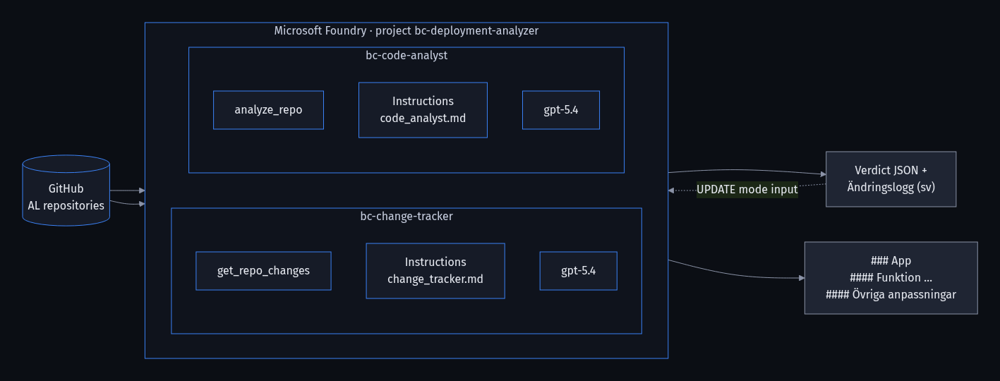 Microsoft Foundry · project bc-deployment-analyzer
bc-code-analyst
analyze_repo
Instructions
code_analyst.md
gpt-5.4
GitHub
AL repositories
bc-change-tracker
get_repo_changes
Instructions
change_tracker.md
gpt-5.4
UPDATE mode input
Verdict JSON +
Ändringslogg (sv)
### App
#### Funktion ...
#### Övriga anpassningar